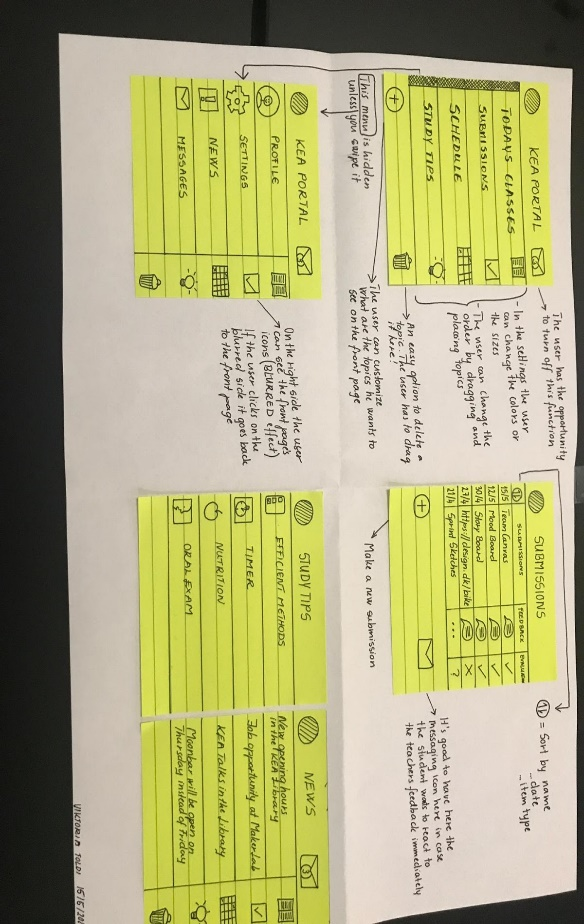 KEA PORTAL
TODAYS CLASSES
SUBMISSIONS
SCHEDULE
STUDY TIPS
The user has the opportunity
to turn off this function
- In the settings the user
can change the colors or
the sizes
- The user can change the
order by dragging and
placing topics
An easy option to delete a
topic. The user has to drag
it here.
This menu is hidden
unless you swipe it
The user can customize
what are the topics he wants to
see on the front page
KEA PORTAL
3
PROFILE
SETTINGS
NEWS
MESSAGES
On the right side the user
can see the front page's
icons (BLURRED effect)
If the user clicks on the
blurred side it goes back
to the front page
SUBMISSIONS
SUBMISSIONS FEEDBACK
15/5 Team Canvas
12/5 Mood Board
30/4 Story Board
23/4 https://design.dk/bike
21/4 Sprint Sketches ... ?
= Sort by name
- date
- item type
Make a new submission
It's good to have here the
messaging icon here in case
the student wants to react to
the teachers feedback immediately
STUDY TIPS
EFFICIENT METHODS
TIMER
NUTRITION
ORAL EXAM
NEWS
3
New opening hours
in the KEA Library
Job opportunity at MakerLab
KEA Talks in the Library
Moonbar will be open on
Thursday instead of Friday
VIKTORIA TOLDI 15/5/20